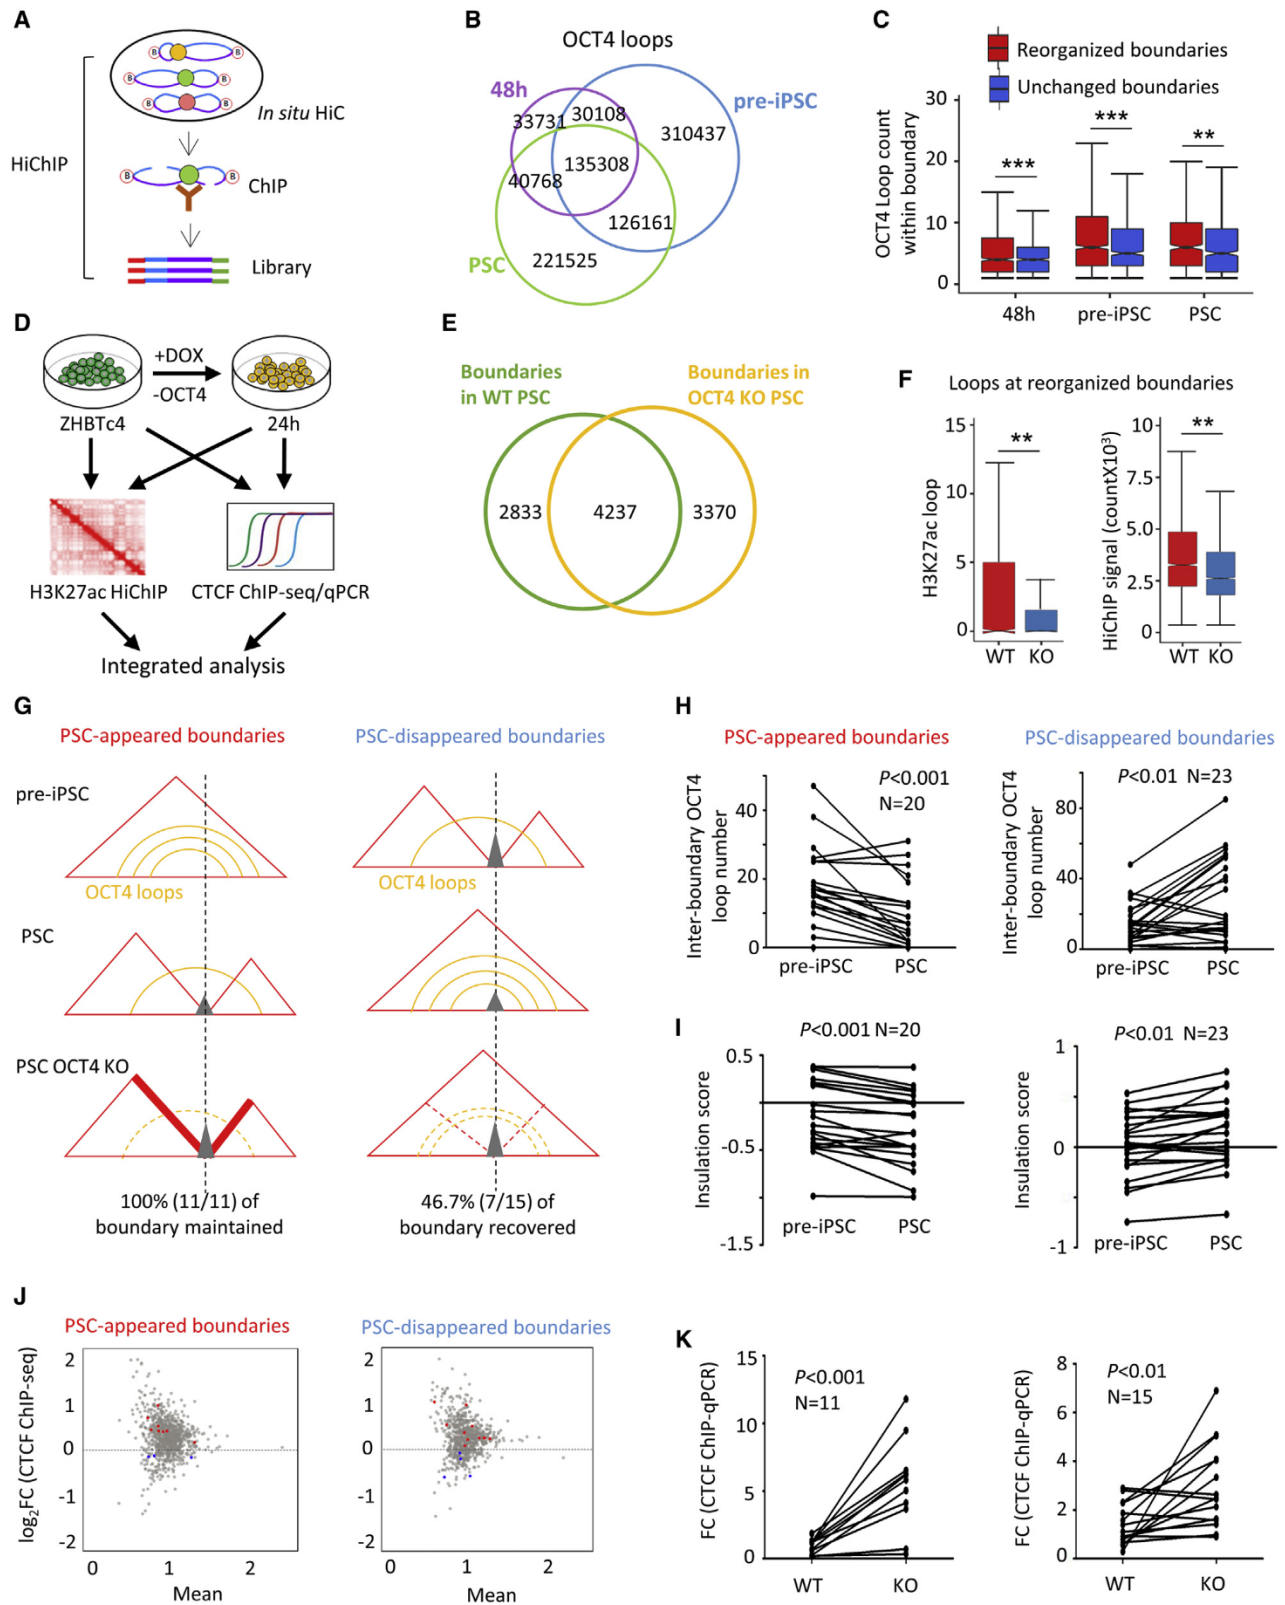 A
B B
B B
B B
In situ HiC
HiChIP
B B
ChIP
Library
B
OCT4 loops
48h
pre-iPSC
33731
30108
310437
135308
40768
126161
PSC
221525
C
Reorganized boundaries
Unchanged boundaries
OCT4 Loop count
within boundary
30
20
10
0
***
***
**
48h
pre-iPSC
PSC
D
+DOX
-OCT4
ZHBTc4
24h
H3K27ac HiChIP
CTCF ChIP-seq/qPCR
Integrated analysis
E
Boundaries
in WT PSC
Boundaries in
OCT4 KO PSC
2833
4237
3370
F
Loops at reorganized boundaries
H3K27ac loop
15
10
5
0
**
WT
KO
HiChIP signal (countX10³)
10
7.5
5.0
2.5
0
**
WT
KO
G
PSC-appeared boundaries
PSC-disappeared boundaries
pre-iPSC
OCT4 loops
OCT4 loops
PSC
PSC OCT4 KO
100% (11/11) of
boundary maintained
46.7% (7/15) of
boundary recovered
H
PSC-appeared boundaries
Inter-boundary OCT4
loop number
P<0.001
N=20
40
20
0
pre-iPSC
PSC
PSC-disappeared boundaries
Inter-boundary OCT4
loop number
P<0.01 N=23
80
40
0
pre-iPSC
PSC
I
P<0.001 N=20
Insulation score
0.5
-0.5
-1.5
pre-iPSC
PSC
P<0.01 N=23
Insulation score
1
0
-1
pre-iPSC
PSC
J
PSC-appeared boundaries
log₂FC (CTCF ChIP-seq)
2
1
0
-1
-2
0
1
2
Mean
PSC-disappeared boundaries
2
1
0
-1
-2
0
1
2
Mean
K
FC (CTCF ChIP-qPCR)
15
10
5
0
P<0.001
N=11
WT
KO
FC (CTCF ChIP-qPCR)
8
6
4
2
0
P<0.01
N=15
WT
KO